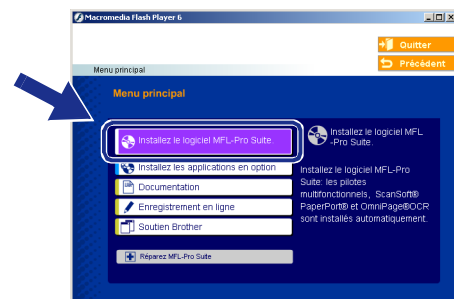 Macromedia Flash Player 6
Quitter
Précédent
Menu principal
Menu principal
Installez le logiciel MFL-Pro Suite.
Installez les applications en option
Documentation
Enregistrement en ligne
Soutien Brother
Réparez MFL-Pro Suite
Installez le logiciel MFL
-Pro Suite.
Installez le logiciel MFL-Pro
Suite: les pilotes
multifonctionnels, ScanSoft®
PaperPort® et OmniPage®OCR
sont installés automatiquement.